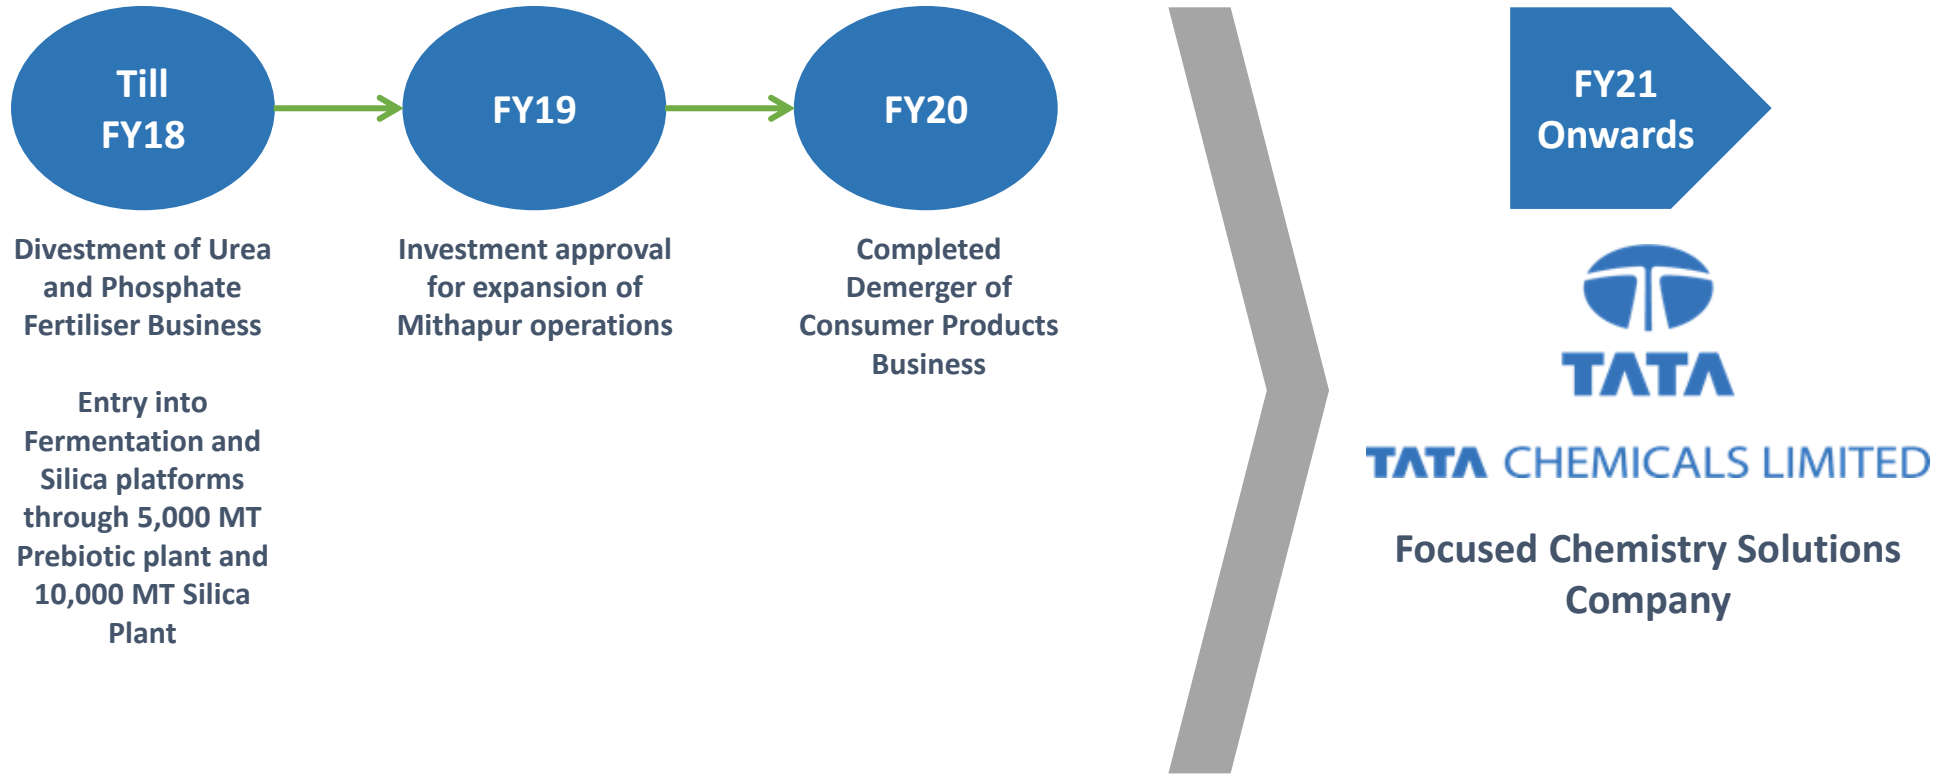 Till
FY18
FY19
FY20
FY21
Onwards
Divestment of Urea
and Phosphate
Fertiliser Business
Entry into
Fermentation and
Silica platforms
through 5,000 MT
Prebiotic plant and
10,000 MT Silica
Plant
Investment approval
for expansion of
Mithapur operations
Completed
Demerger of
Consumer Products
Business
TATA
TATA CHEMICALS LIMITED
Focused Chemistry Solutions
Company